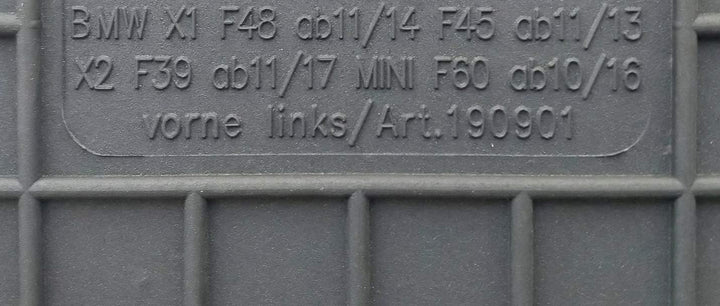 BMW X1 F48 ab11/14 F45 ab11/13
X2 F39 ab11/17 MINI F60 ab10/16
vorne links/Art.190901